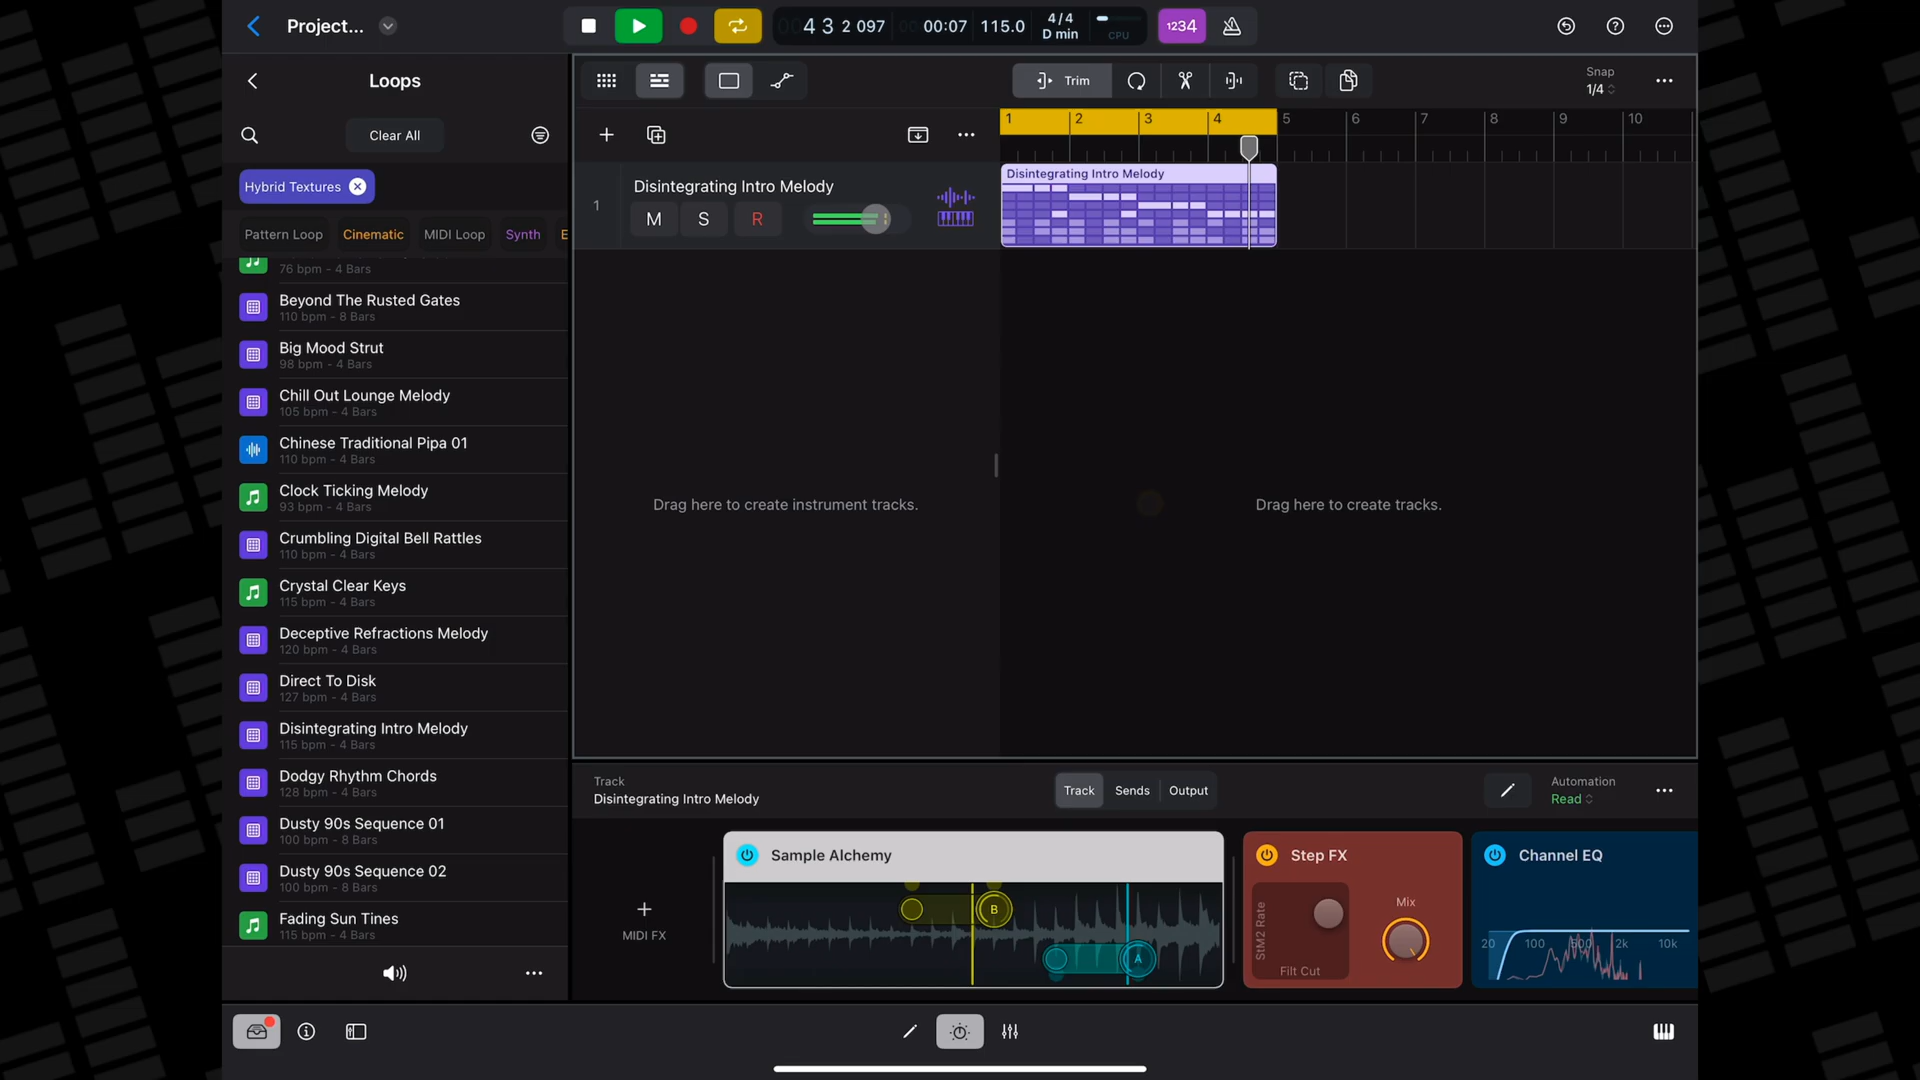 Project...
4 3 2 097
00:07
115.0
4/4
D min
CPU
1234
Loops
Clear All
Hybrid Textures
Pattern Loop
Cinematic
MIDI Loop
Synth
E
76 bpm - 4 Bars
Beyond The Rusted Gates
110 bpm - 8 Bars
Big Mood Strut
98 bpm - 4 Bars
Chill Out Lounge Melody
105 bpm - 4 Bars
Chinese Traditional Pipa 01
110 bpm - 4 Bars
Clock Ticking Melody
93 bpm - 4 Bars
Crumbling Digital Bell Rattles
110 bpm - 4 Bars
Crystal Clear Keys
115 bpm - 4 Bars
Deceptive Refractions Melody
120 bpm - 4 Bars
Direct To Disk
127 bpm - 4 Bars
Disintegrating Intro Melody
115 bpm - 4 Bars
Dodgy Rhythm Chords
128 bpm - 4 Bars
Dusty 90s Sequence 01
100 bpm - 8 Bars
Dusty 90s Sequence 02
100 bpm - 8 Bars
Fading Sun Tines
115 bpm - 4 Bars
Trim
Snap
1/4
1 2 3 4 5 6 7 8 9 10
1
Disintegrating Intro Melody
M S R
Disintegrating Intro Melody
Drag here to create instrument tracks.
Drag here to create tracks.
Track
Disintegrating Intro Melody
Track Sends Output
Automation
Read
MIDI FX
Sample Alchemy
B
A
Step FX
StM2 Rate
Filt Cut
Mix
Channel EQ
20 100 500 2k 10k